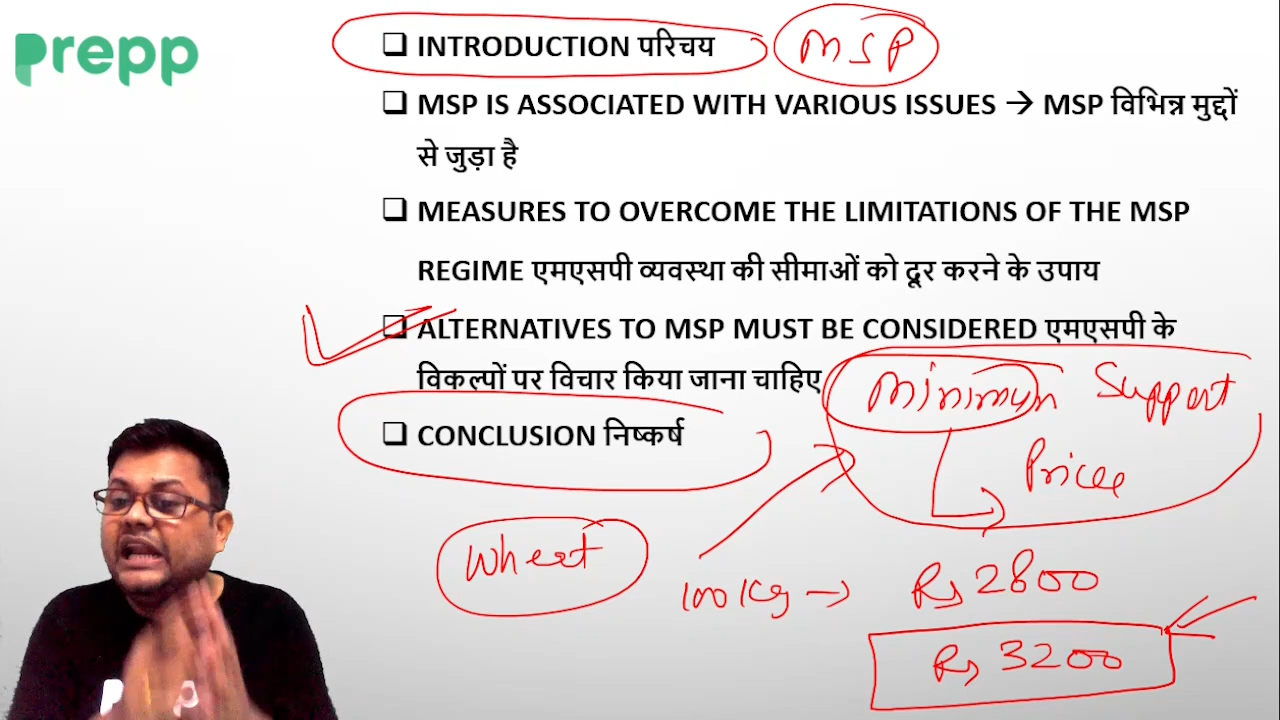 prepp
INTRODUCTION परिचय MSP
MSP IS ASSOCIATED WITH VARIOUS ISSUES → MSP विभिन्न मुद्दों
से जुड़ा है
MEASURES TO OVERCOME THE LIMITATIONS OF THE MSP
REGIME एमएसपी व्यवस्था की सीमाओं को दूर करने के उपाय
ALTERNATIVES TO MSP MUST BE CONSIDERED एमएसपी के
विकल्पों पर विचार किया जाना चाहिए
Minimum Support
CONCLUSION निष्कर्ष
Prices
Wheat
100 Kg → Rs 2800
Rs 3200